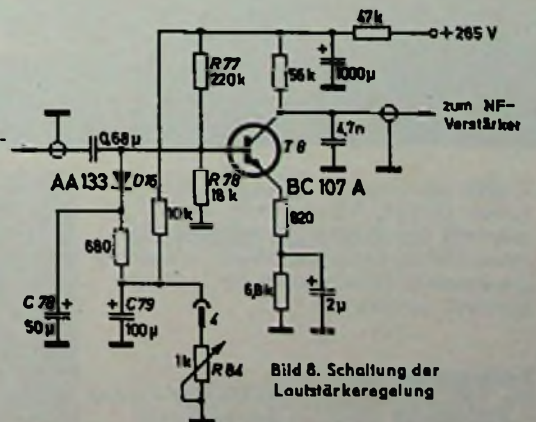 47k
+265 V
R77
220k
56k
1000µ
zum NF-
Verstärker
0,68µ
4,7n
T8
AA133
D16
R78
18k
BC 107 A
10k
820
680
C78
50µ
C79
100µ
6,8k
2µ
4
1k
R84
Bild 8. Schaltung der
Lautstärkeregelung